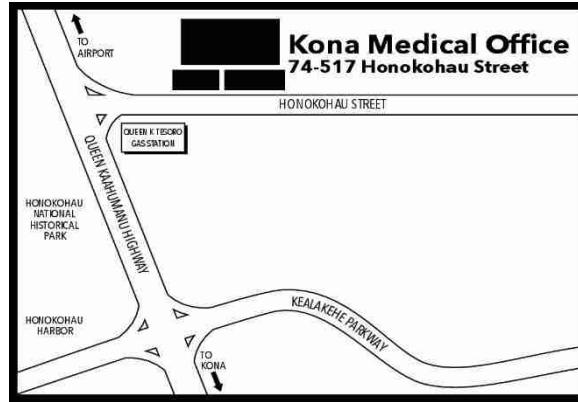 TO
AIRPORT
Kona Medical Office
74-517 Honokohau Street
HONOKOHAU STREET
QUEEN K TESORO
GAS STATION
QUEEN KAAHUMANU HIGHWAY
HONOKOHAU
NATIONAL
HISTORICAL
PARK
HONOKOHAU
HARBOR
KEALAKEHE PARKWAY
TO
KONA